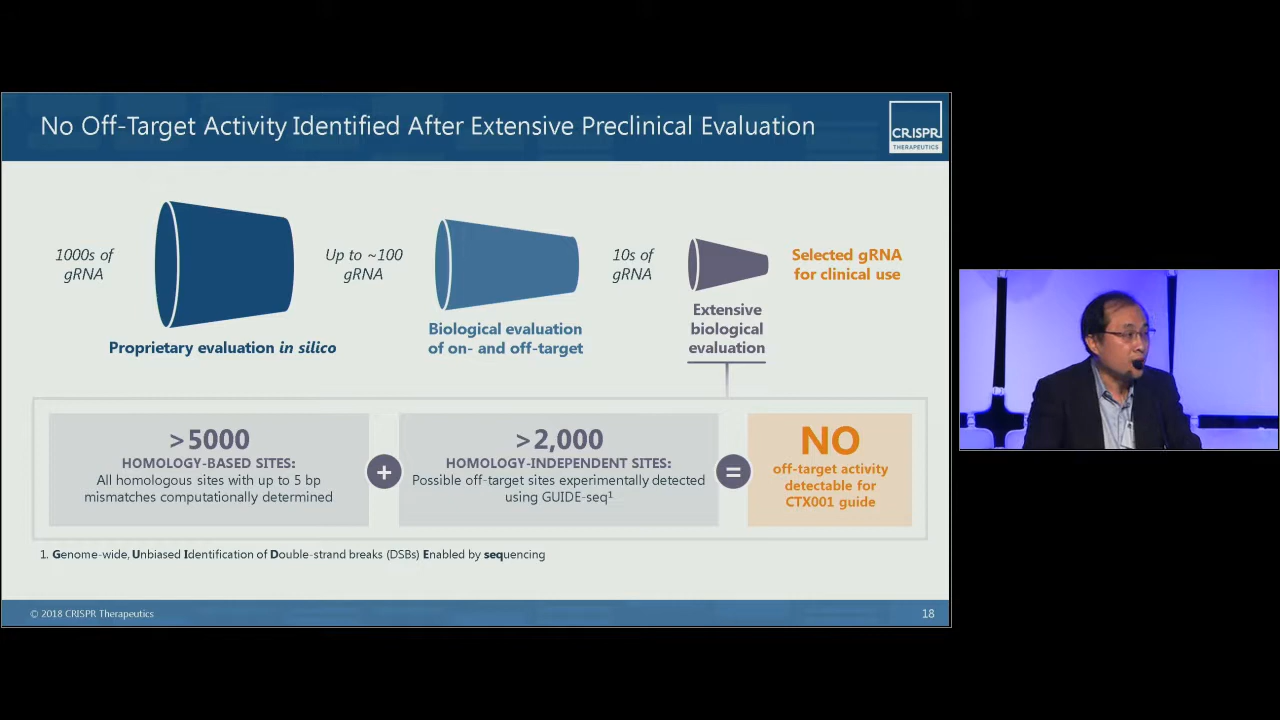 No Off-Target Activity Identified After Extensive Preclinical Evaluation
CRISPR
THERAPEUTICS
1000s of
gRNA
Up to ~100
gRNA
10s of
gRNA
Selected gRNA
for clinical use
Proprietary evaluation in silico
Biological evaluation
of on- and off-target
Extensive
biological
evaluation
>5000
HOMOLOGY-BASED SITES:
All homologous sites with up to 5 bp
mismatches computationally determined
+
>2,000
HOMOLOGY-INDEPENDENT SITES:
Possible off-target sites experimentally detected
using GUIDE-seq¹
=
NO
off-target activity
detectable for
CTX001 guide
1. Genome-wide, Unbiased Identification of Double-strand breaks (DSBs) Enabled by sequencing
© 2018 CRISPR Therapeutics
18